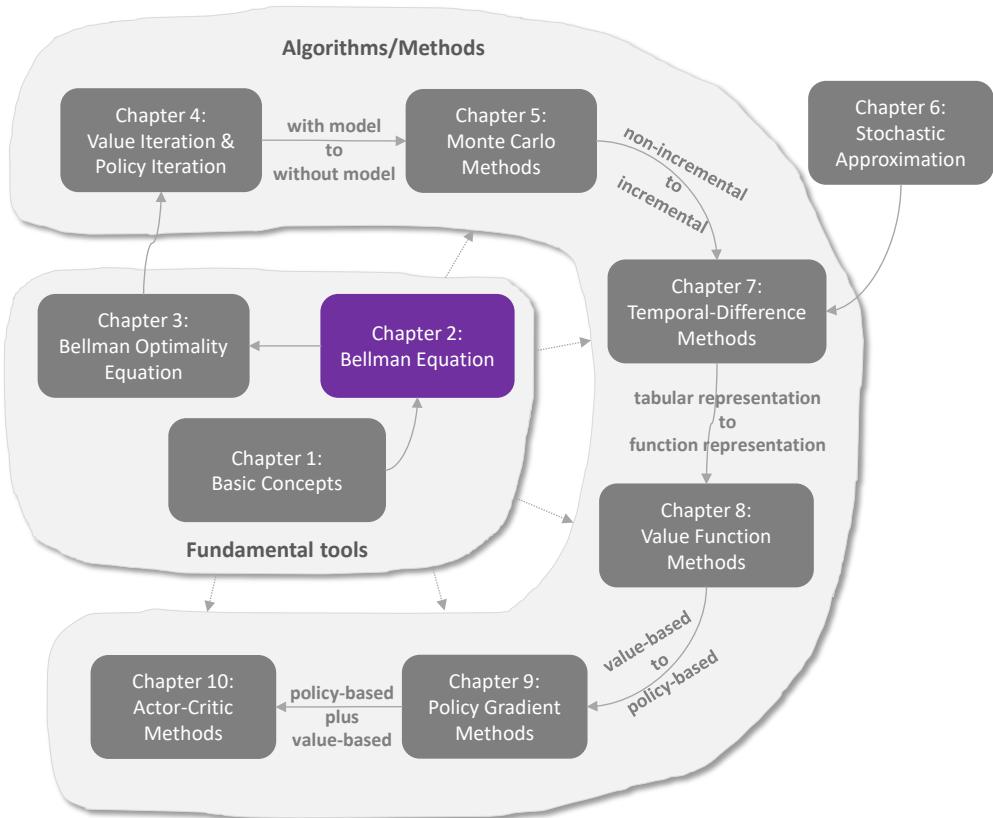 Algorithms/Methods
Chapter 4:
Value Iteration &
Policy Iteration
with model
to
without model
Chapter 5:
Monte Carlo
Methods
non-incremental
to
incremental
Chapter 6:
Stochastic
Approximation
Chapter 3:
Bellman Optimality
Equation
Chapter 2:
Bellman Equation
Chapter 7:
Temporal-Difference
Methods
Chapter 1:
Basic Concepts
tabular representation
to
function representation
Fundamental tools
Chapter 8:
Value Function
Methods
value-based
to
policy-based
Chapter 10:
Actor-Critic
Methods
policy-based
plus
value-based
Chapter 9:
Policy Gradient
Methods